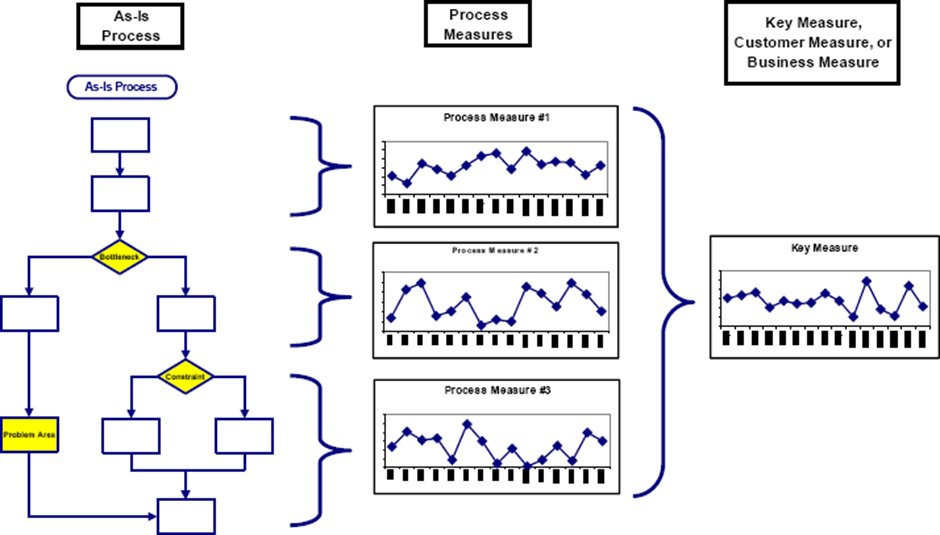 As-Is
Process
Process
Measures
Key Measure,
Customer Measure, or
Business Measure
As-Is Process
Process Measure #1
Bottleneck
Process Measure #2
Key Measure
Constraint
Process Measure #3
Problem Area